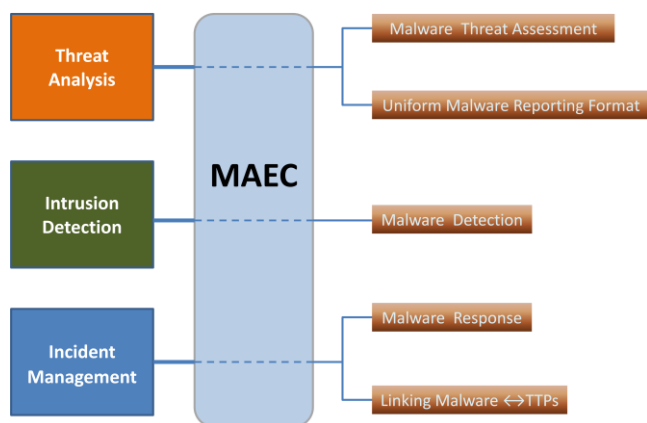 Threat
Analysis
Malware Threat Assessment
Uniform Malware Reporting Format
MAEC
Intrusion
Detection
Malware Detection
Incident
Management
Malware Response
Linking Malware ↔TTPs